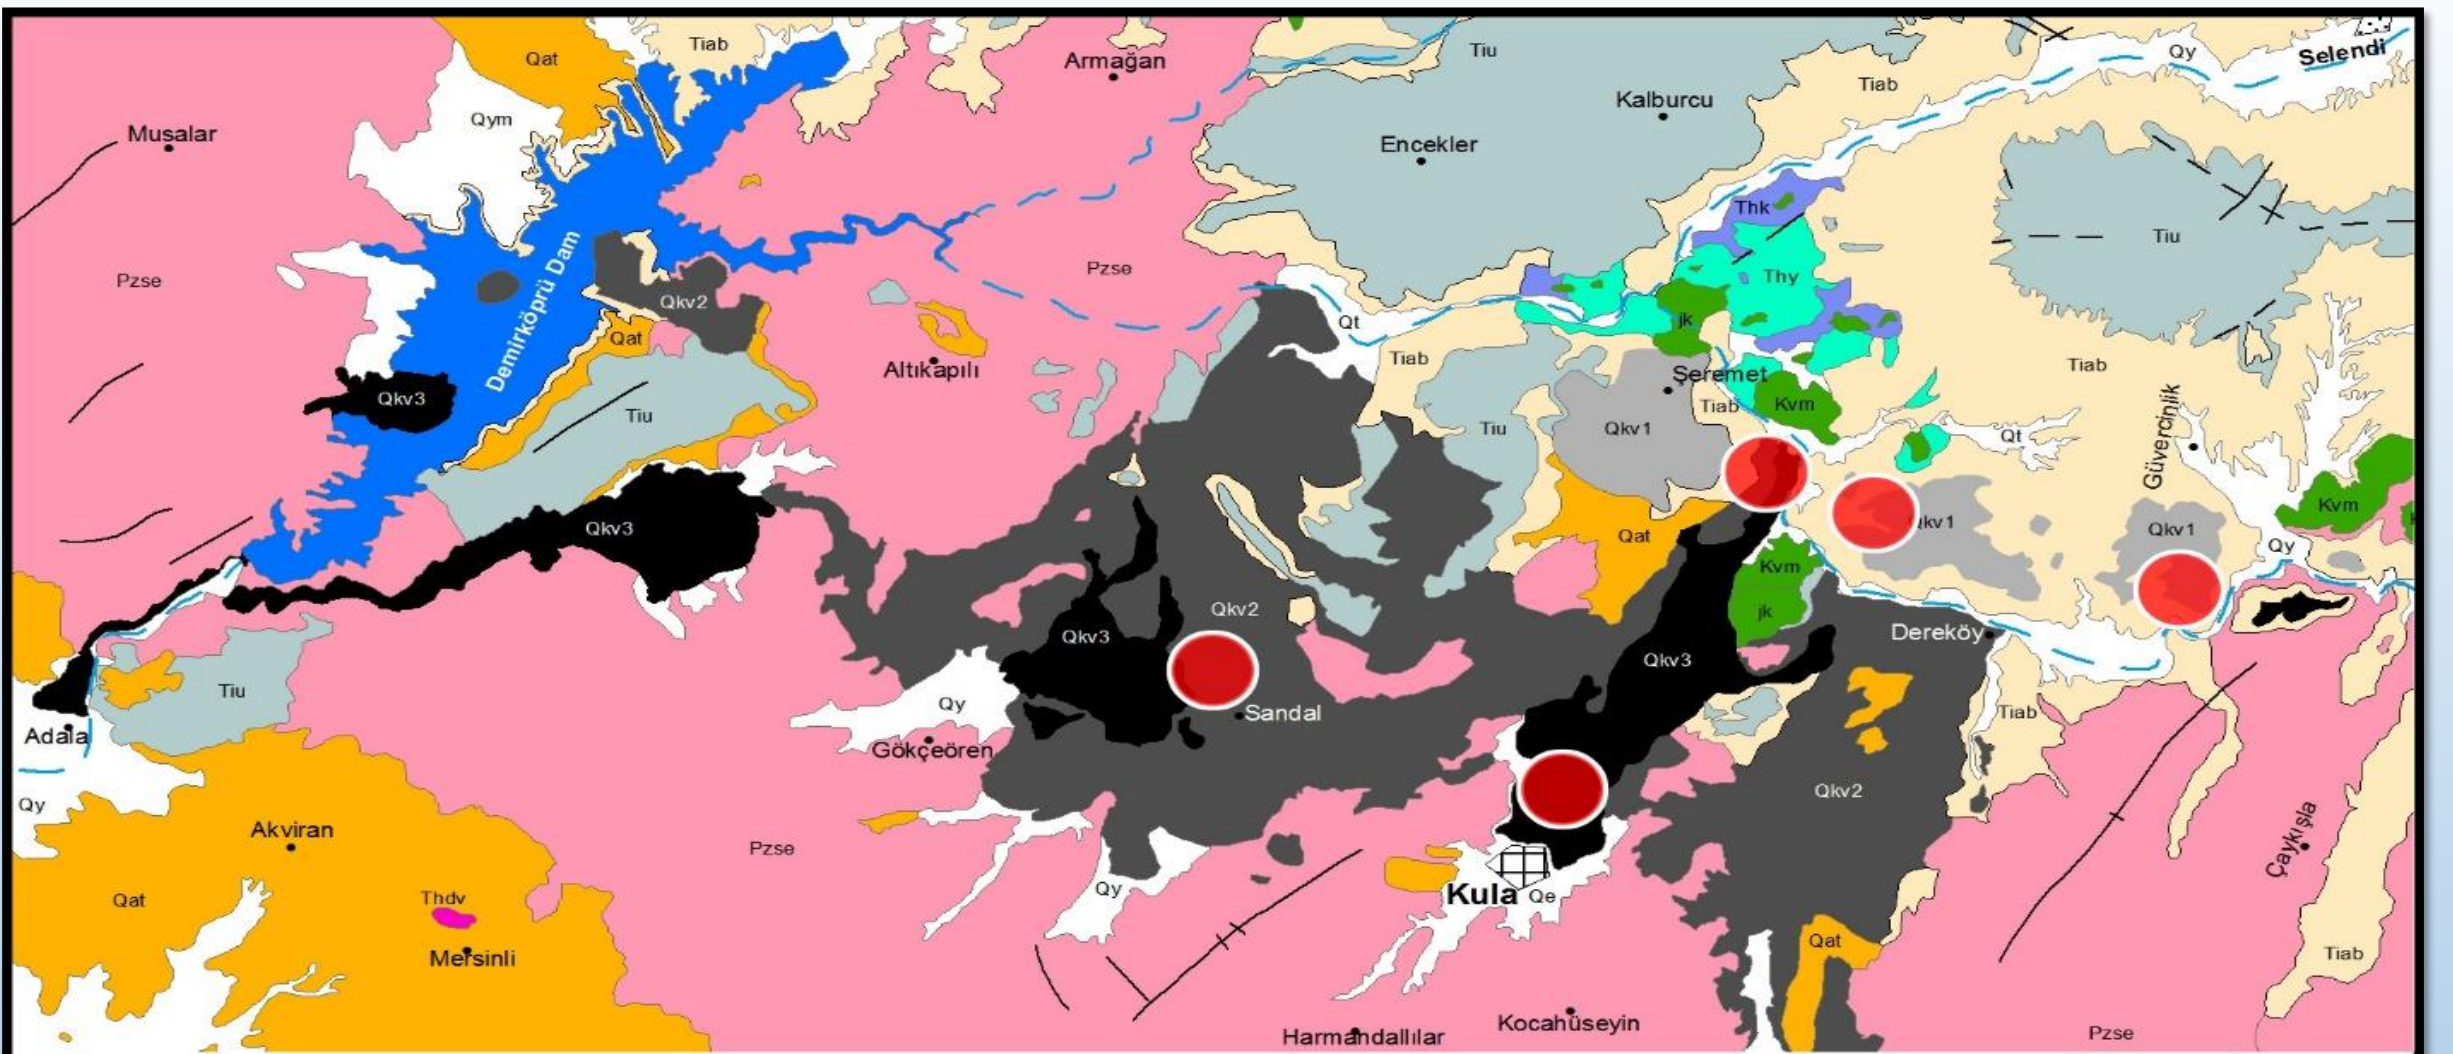 Qat
Tiab
Armağan
Tiu
Qy
Selendi
Tiab
Kalburcu
Musalar
Qym
Encekler
Thk
Tiu
Pzse
Demirköprü Dam
Pzse
Thy
Qkv2
Qt
jk
Qat
Altıkapılı
Tiab
Şeremet
Tiab
Qkv3
Tiu
Tiab
Kvm
Qkv1
Tiu
Qt
Güvercinlik
Qkv3
Qat
kv1
Qkv1
Kvm
Qy
Kvm
jk
Qkv2
Qkv3
Dereköy
Qkv3
Tiu
Qy
Sandal
Tiab
Adala
Gökçeören
Qy
Qkv2
Akviran
Pzse
Çaykışla
Qy
Kula
Qe
Qat
Thdv
Mersinli
Qat
Tiab
Harmandallılar
Kocahüseyin
Pzse